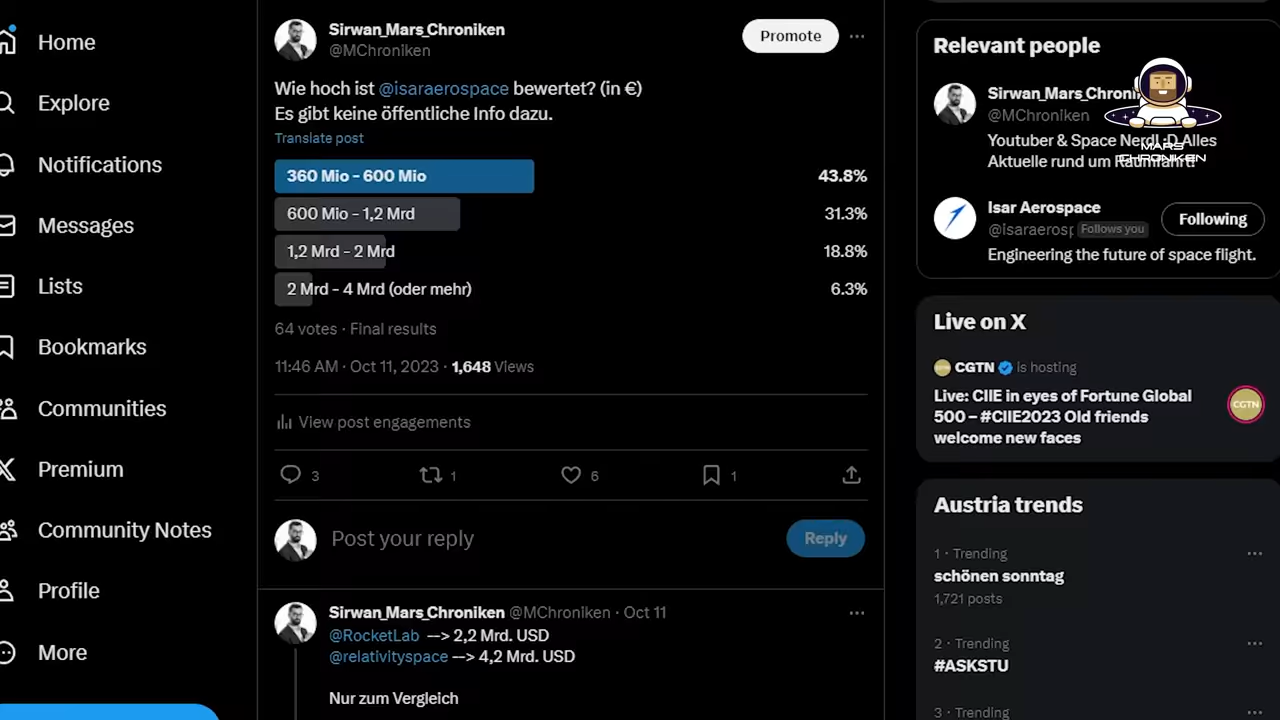 Home
Explore
Notifications
Messages
Lists
Bookmarks
Communities
Premium
Community Notes
Profile
More
Sirwan_Mars_Chroniken
@MChroniken
Promote
Wie hoch ist @isaraerospace bewertet? (in €)
Es gibt keine öffentliche Info dazu.
Translate post
360 Mio - 600 Mio 43.8%
600 Mio - 1,2 Mrd 31.3%
1,2 Mrd - 2 Mrd 18.8%
2 Mrd - 4 Mrd (oder mehr) 6.3%
64 votes · Final results
11:46 AM · Oct 11, 2023 · 1,648 Views
View post engagements
3 1 6 1
Post your reply
Reply
Sirwan_Mars_Chroniken @MChroniken · Oct 11
@RocketLab --> 2,2 Mrd. USD
@relativityspace --> 4,2 Mrd. USD
Nur zum Vergleich
Relevant people
@MChroniken
Youtuber & Space Nerd! :D Alles
Aktuelle rund um Raumfahrt!
MARS
CHRONIKEN
Isar Aerospace
Follows you
Following
Engineering the future of space flight.
Live on X
CGTN is hosting
Live: CIIE in eyes of Fortune Global
500 – #CIIE2023 Old friends
welcome new faces
CGTN
Austria trends
1 · Trending
schönen sonntag
1,721 posts
2 · Trending
#ASKSTU
3 · Trending